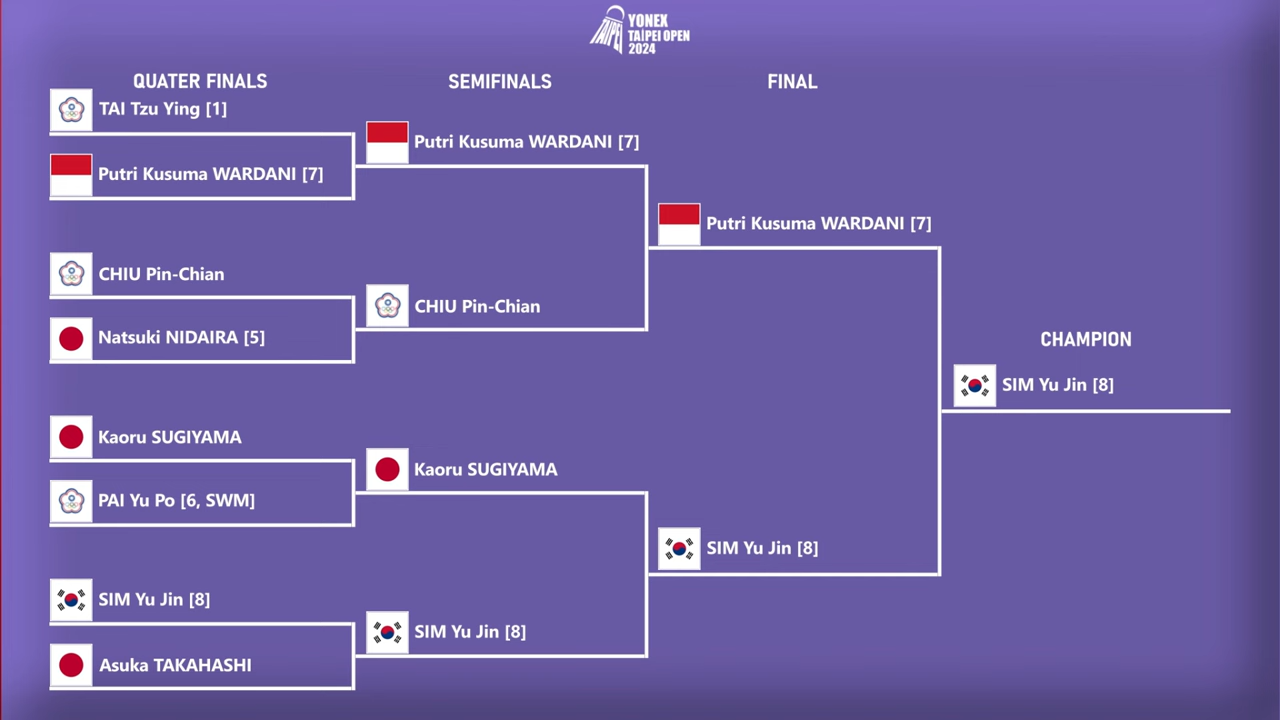 TAIPEI
YONEX
TAIPEI OPEN
2024
QUATER FINALS
TAI Tzu Ying [1]
Putri Kusuma WARDANI [7]
CHIU Pin-Chian
Natsuki NIDAIRA [5]
Kaoru SUGIYAMA
PAI Yu Po [6, SWM]
SIM Yu Jin [8]
Asuka TAKAHASHI
SEMIFINALS
Putri Kusuma WARDANI [7]
CHIU Pin-Chian
Kaoru SUGIYAMA
SIM Yu Jin [8]
FINAL
Putri Kusuma WARDANI [7]
SIM Yu Jin [8]
CHAMPION
SIM Yu Jin [8]